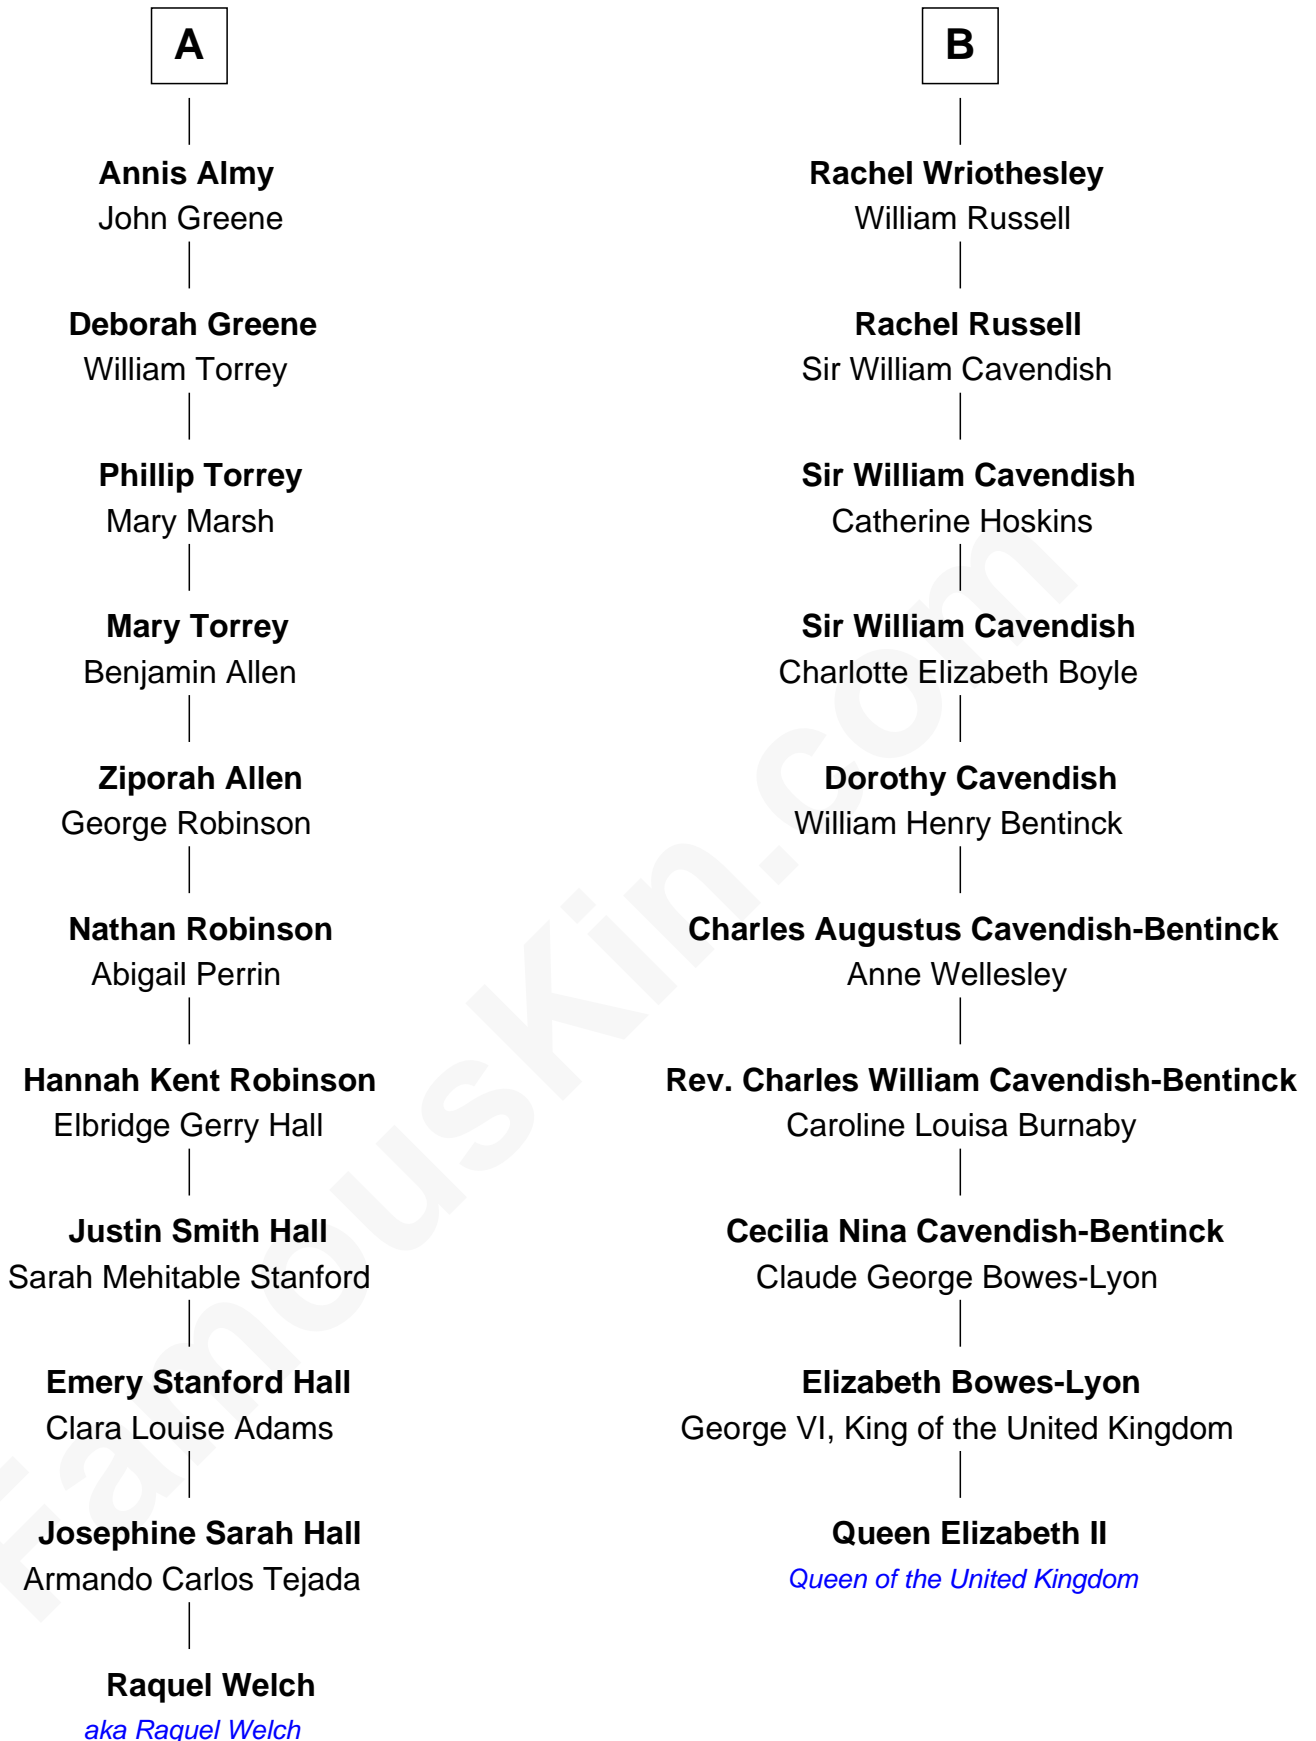 A
Annis Almy
John Greene
Deborah Greene
William Torrey
Phillip Torrey
Mary Marsh
Mary Torrey
Benjamin Allen
Ziporah Allen
George Robinson
Nathan Robinson
Abigail Perrin
Hannah Kent Robinson
Elbridge Gerry Hall
Justin Smith Hall
Sarah Mehitable Stanford
Emery Stanford Hall
Clara Louise Adams
Josephine Sarah Hall
Armando Carlos Tejada
Raquel Welch
aka Raquel Welch
B
Rachel Wriothesley
William Russell
Rachel Russell
Sir William Cavendish
Sir William Cavendish
Catherine Hoskins
Sir William Cavendish
Charlotte Elizabeth Boyle
Dorothy Cavendish
William Henry Bentinck
Charles Augustus Cavendish-Bentinck
Anne Wellesley
Rev. Charles William Cavendish-Bentinck
Caroline Louisa Burnaby
Cecilia Nina Cavendish-Bentinck
Claude George Bowes-Lyon
Elizabeth Bowes-Lyon
George VI, King of the United Kingdom
Queen Elizabeth II
Queen of the United Kingdom
FamousKin.com